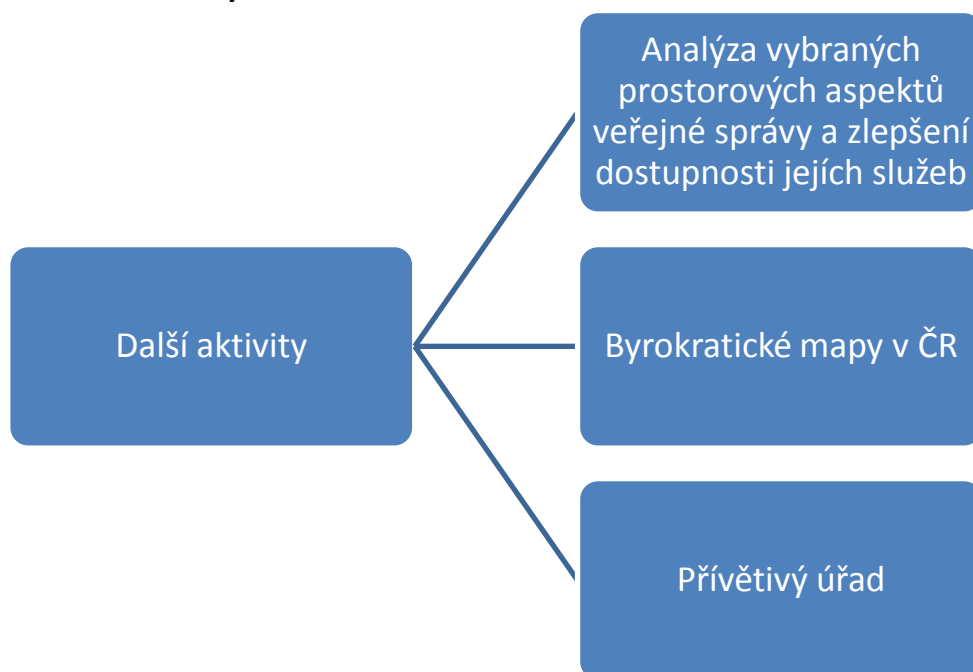 Analýza vybraných
prostorových aspektů
veřejné správy a zlepšení
dostupnosti jejích služeb
Další aktivity
Byrokratické mapy v ČR
Přívětivý úřad